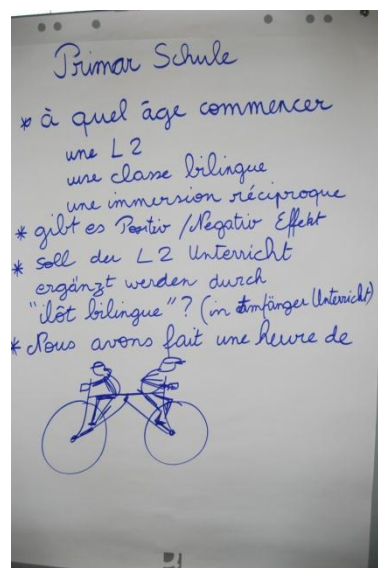 Primar Schule
* à quel âge commencer
une L2
une classe bilingue
une immersion réciproque
* gibt es Positiv / Negativ Effekt
* soll der L2 Unterricht
ergänzt werden durch
"ilôt bilingue"? (in Anfänger Unterricht)
* Nous avons fait une heure de